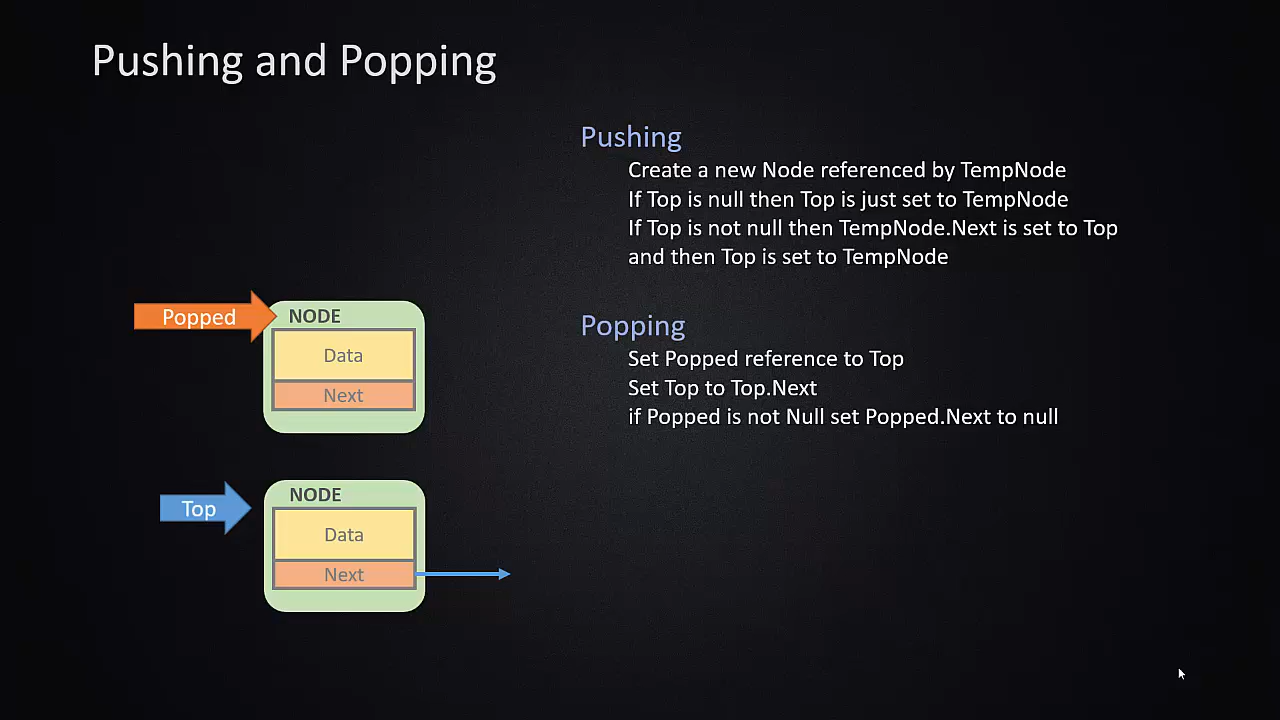 Pushing and Popping
Pushing
Create a new Node referenced by TempNode
If Top is null then Top is just set to TempNode
If Top is not null then TempNode.Next is set to Top
and then Top is set to TempNode
Popping
Set Popped reference to Top
Set Top to Top.Next
if Popped is not Null set Popped.Next to null
Popped
NODE
Data
Next
Top
NODE
Data
Next